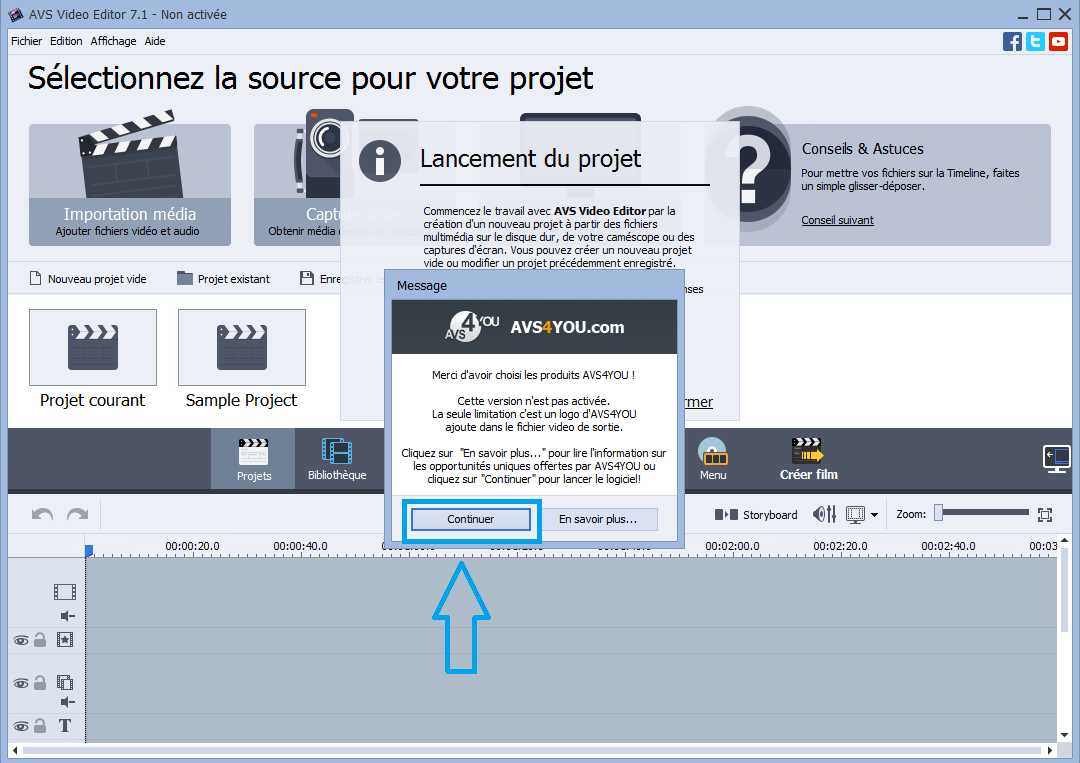 AVS Video Editor 7.1 - Non activée
Fichier Edition Affichage Aide
Sélectionnez la source pour votre projet
Importation média
Ajouter fichiers vidéo et audio
Capture vidéo
Obtenir média depuis un
Lancement du projet
Commencez le travail avec AVS Video Editor par la
création d'un nouveau projet à partir des fichiers
multimédia sur le disque dur, de votre caméscope ou des
captures d'écran. Vous pouvez créer un nouveau projet
vide ou modifier un projet précédemment enregistré.
Conseils & Astuces
Pour mettre vos fichiers sur la Timeline, faites
un simple glisser-déposer.
Conseil suivant
Nouveau projet vide
Projet existant
Projet courant
Sample Project
Message
AVS4YOU
AVS4YOU.com
Merci d'avoir choisi les produits AVS4YOU !
Cette version n'est pas activée.
La seule limitation c'est un logo d'AVS4YOU
ajoute dans le fichier video de sortie.
Cliquez sur "En savoir plus..." pour lire l'information sur
les opportunités uniques offertes par AVS4YOU ou
cliquez sur "Continuer" pour lancer le logiciel!
Continuer
En savoir plus...
Projets
Bibliothèque
Menu
Créer film
Storyboard
Zoom:
00:00:20.0 00:00:40.0 00:02:00.0 00:02:20.0 00:02:40.0 00:03
T